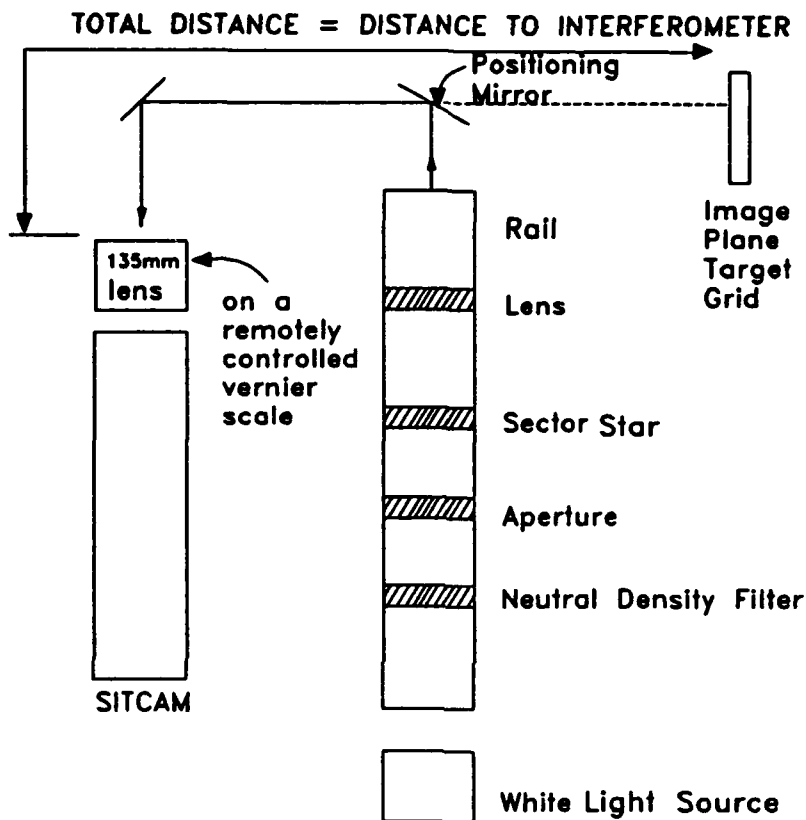 TOTAL DISTANCE = DISTANCE TO INTERFEROMETER
Positioning
Mirror
Image
Plane
Target
Grid
Rail
135mm
lens
on a
remotely
controlled
vernier
scale
Lens
Sector Star
Aperture
Neutral Density Filter
SITCAM
White Light Source